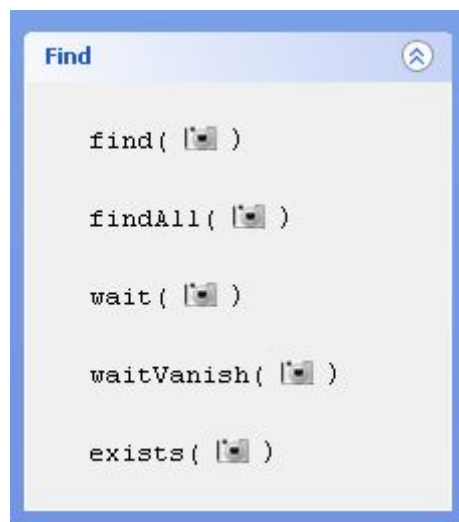 Find
find( )
findAll( )
wait( )
waitVanish( )
exists( )